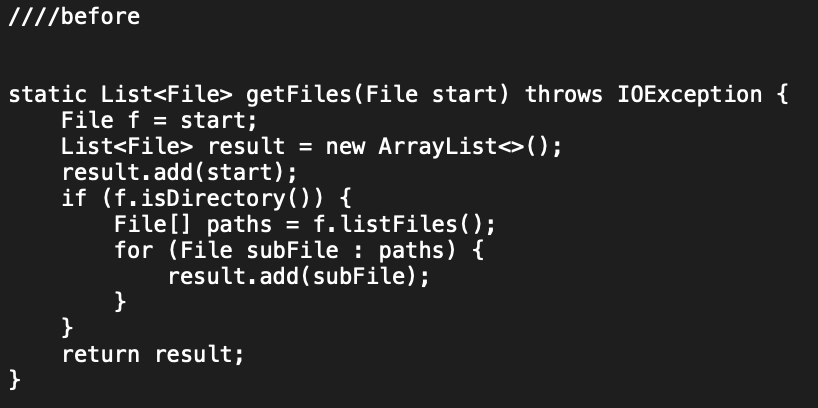 ////before
static List<File> getFiles(File start) throws IOException {
    File f = start;
    List<File> result = new ArrayList<>();
    result.add(start);
    if (f.isDirectory()) {
        File[] paths = f.listFiles();
        for (File subFile : paths) {
            result.add(subFile);
        }
    }
    return result;
}